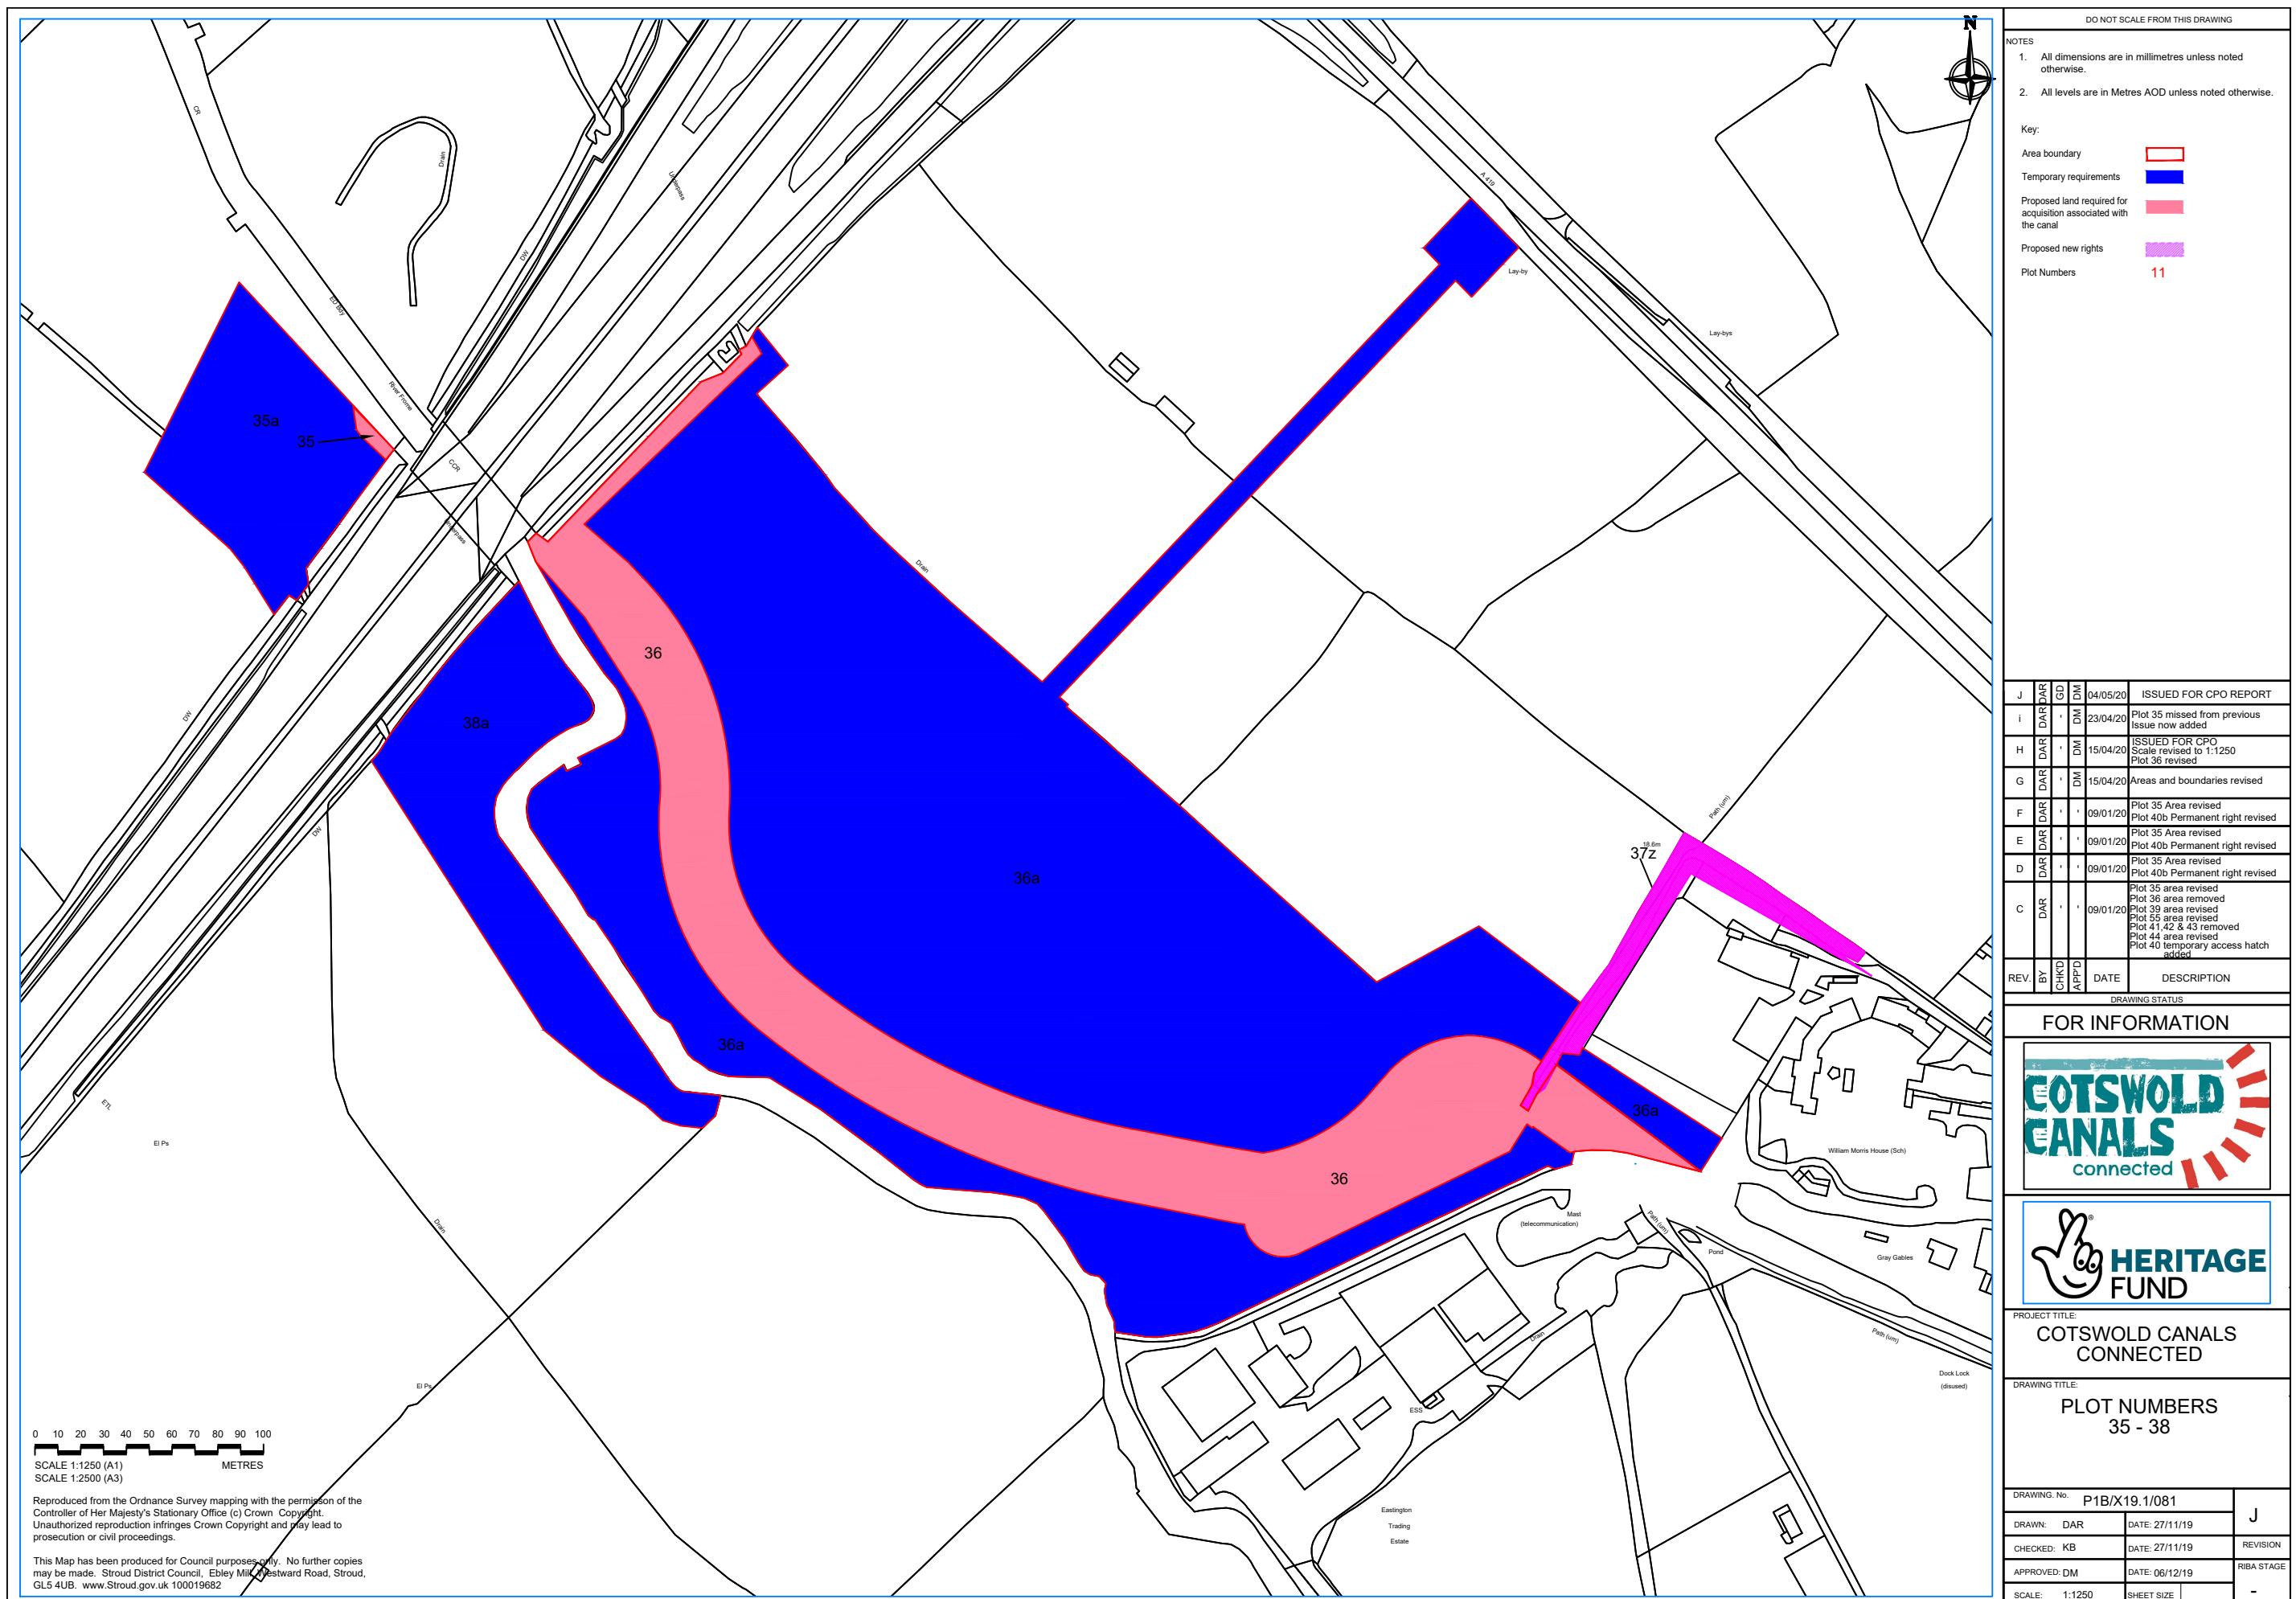 CR
Drain
Underpass
DW
ED Bdy
River Frome
CCR
Underpass
35a
35
38a
36
36a
36a
36
36a
37z
18.6m
Path (um)
A 419
Lay-by
Lay-bys
Drain
DW
DW
ETL
El Ps
Drain
El Ps
William Morris House (Sch)
Mast
(telecommunication)
Path (um)
Pond
Gray Gables
Path (um)
Drain
Dock Lock
(disused)
ESS
Eastington
Trading
Estate
0 10 20 30 40 50 60 70 80 90 100
SCALE 1:1250 (A1) METRES
SCALE 1:2500 (A3)
Reproduced from the Ordnance Survey mapping with the permisson of the
Controller of Her Majesty's Stationary Office (c) Crown Copyright.
Unauthorized reproduction infringes Crown Copyright and may lead to
prosecution or civil proceedings.
This Map has been produced for Council purposes only. No further copies
may be made. Stroud District Council, Ebley Mill, Westward Road, Stroud,
GL5 4UB. www.Stroud.gov.uk 100019682
N
DO NOT SCALE FROM THIS DRAWING
NOTES
1. All dimensions are in millimetres unless noted
otherwise.
2. All levels are in Metres AOD unless noted otherwise.
Key:
Area boundary
Temporary requirements
Proposed land required for
acquisition associated with
the canal
Proposed new rights
Plot Numbers 11
J DAR GD DM 04/05/20 ISSUED FOR CPO REPORT
i DAR ' DM 23/04/20 Plot 35 missed from previous
Issue now added
H DAR ' DM 15/04/20 ISSUED FOR CPO
Scale revised to 1:1250
Plot 36 revised
G DAR ' DM 15/04/20 Areas and boundaries revised
F DAR ' ' 09/01/20 Plot 35 Area revised
Plot 40b Permanent right revised
E DAR ' ' 09/01/20 Plot 35 Area revised
Plot 40b Permanent right revised
D DAR ' ' 09/01/20 Plot 35 Area revised
Plot 40b Permanent right revised
C DAR ' ' 09/01/20 Plot 35 area revised
Plot 36 area removed
Plot 39 area revised
Plot 55 area revised
Plot 41,42 & 43 removed
Plot 44 area revised
Plot 40 temporary access hatch
added
REV. BY CHK'D APP'D DATE DESCRIPTION
DRAWING STATUS
FOR INFORMATION
COTSWOLD
CANALS
connected
® HERITAGE
FUND
PROJECT TITLE:
COTSWOLD CANALS
CONNECTED
DRAWING TITLE:
PLOT NUMBERS
35 - 38
DRAWING. No. P1B/X19.1/081
J
DRAWN: DAR DATE: 27/11/19
CHECKED: KB DATE: 27/11/19 REVISION
APPROVED: DM DATE: 06/12/19 RIBA STAGE
SCALE: 1:1250 SHEET SIZE -